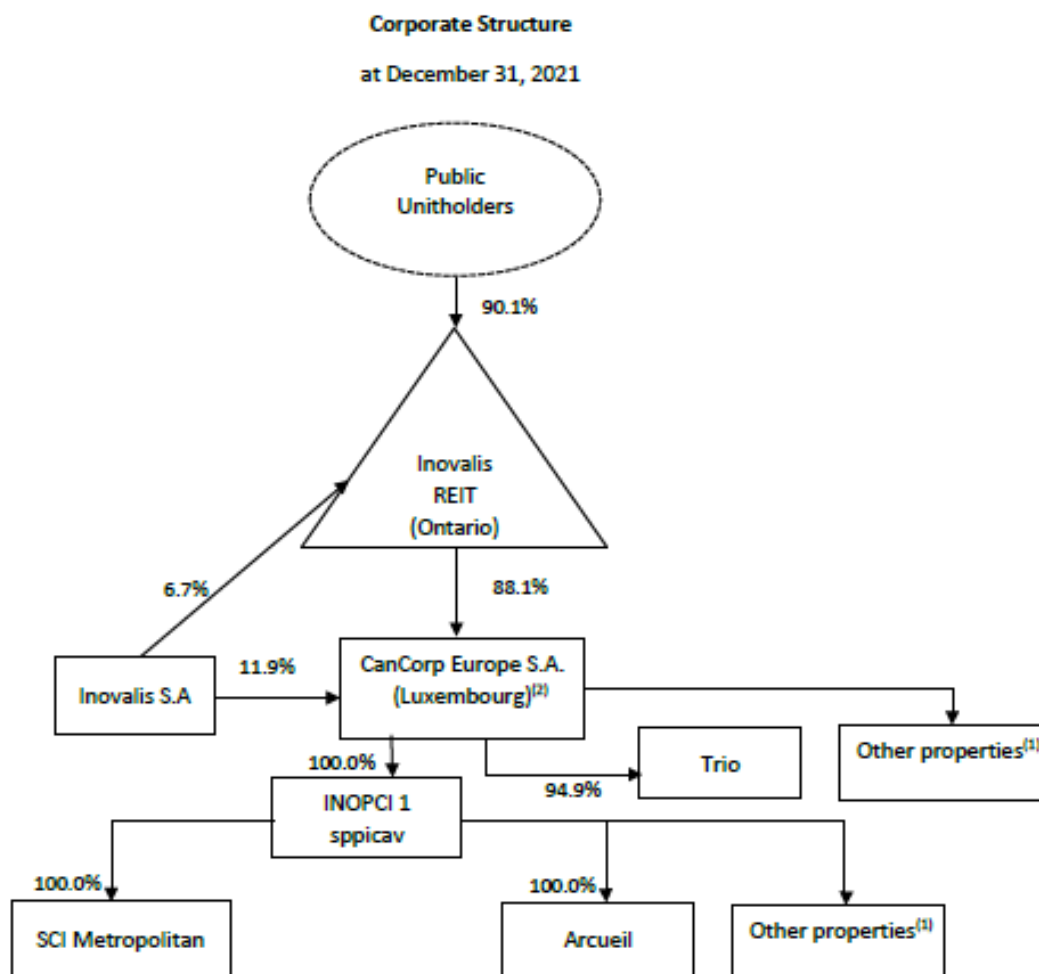 Corporate Structure
at December 31, 2021
Public
Unitholders
90.1%
Inovalis
REIT
(Ontario)
6.7%
88.1%
Inovalis S.A
11.9%
CanCorp Europe S.A.
(Luxembourg)(2)
Trio
Other properties(1)
100.0%
94.9%
INOPCI 1
sppicav
100.0%
100.0%
SCI Metropolitan
Arcueil
Other properties(1)